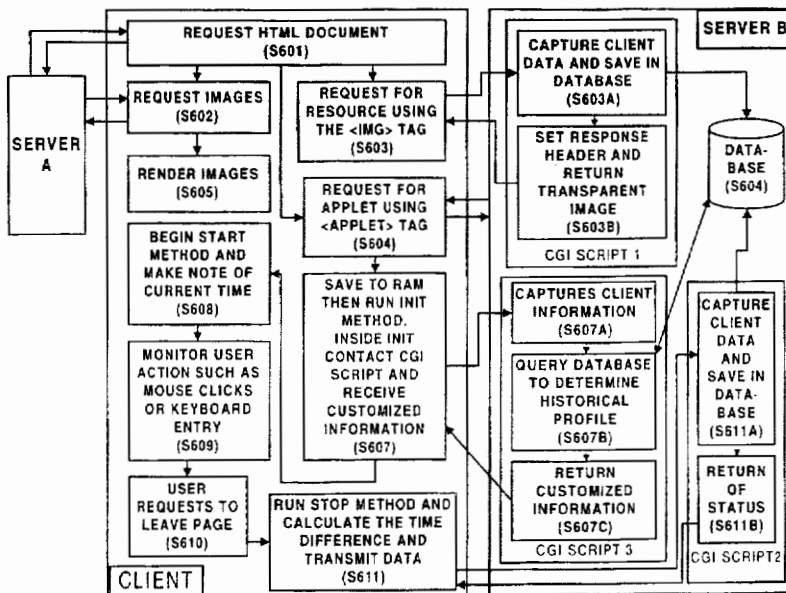 REQUEST HTML DOCUMENT
(S601)
SERVER B
SERVER
A
REQUEST IMAGES
(S602)
RENDER IMAGES
(S605)
REQUEST FOR
RESOURCE USING
THE <IMG> TAG
(S603)
REQUEST FOR
APPLET USING
<APPLET> TAG
(S604)
CAPTURE CLIENT
DATA AND SAVE IN
DATABASE
(S603A)
SET RESPONSE
HEADER AND
RETURN
TRANSPARENT
IMAGE
(S603B)
CGI SCRIPT 1
DATA-
BASE
(S604)
BEGIN START
METHOD AND
MAKE NOTE OF
CURRENT TIME
(S608)
MONITOR USER
ACTION SUCH AS
MOUSE CLICKS
OR KEYBOARD
ENTRY
(S609)
USER
REQUESTS TO
LEAVE PAGE
(S610)
SAVE TO RAM
THEN RUN INIT
METHOD.
INSIDE INIT
CONTACT CGI
SCRIPT AND
RECEIVE
CUSTOMIZED
INFORMATION
(S607)
RUN STOP METHOD AND
CALCULATE THE TIME
DIFFERENCE AND
TRANSMIT DATA
(S611)
CAPTURES CLIENT
INFORMATION
(S607A)
QUERY DATABASE
TO DETERMINE
HISTORICAL
PROFILE
(S607B)
RETURN
CUSTOMIZED
INFORMATION
(S607C)
CGI SCRIPT 3
CAPTURE
CLIENT
DATA
AND
SAVE IN
DATA-
BASE
(S611A)
RETURN
OF
STATUS
(S611B)
CGI SCRIPT2
CLIENT